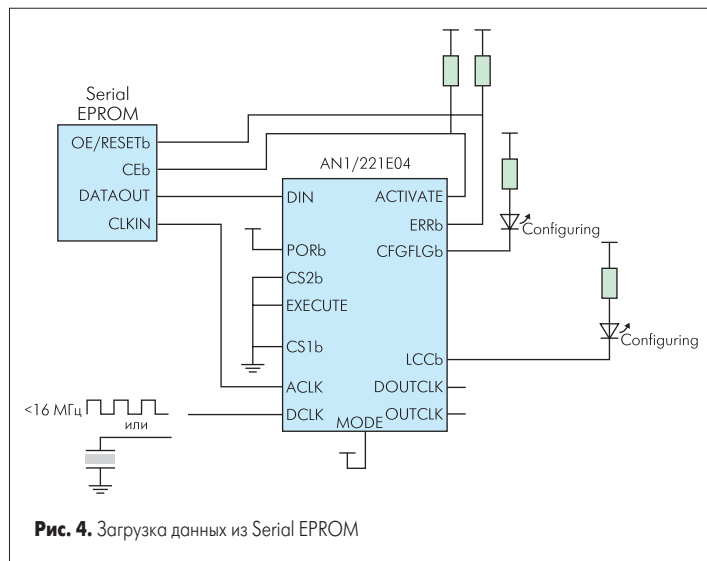 Serial
EPROM
OE/RESETb
CEb
DATAOUT
CLKIN
AN1/221E04
DIN
PORb
CS2b
EXECUTE
CS1b
ACLK
DCLK
MODE
ACTIVATE
ERRb
CFGFLGb
LCCb
DOUTCLK
OUTCLK
Configuring
Configuring
<16 МГц
или
Рис. 4. Загрузка данных из Serial EPROM